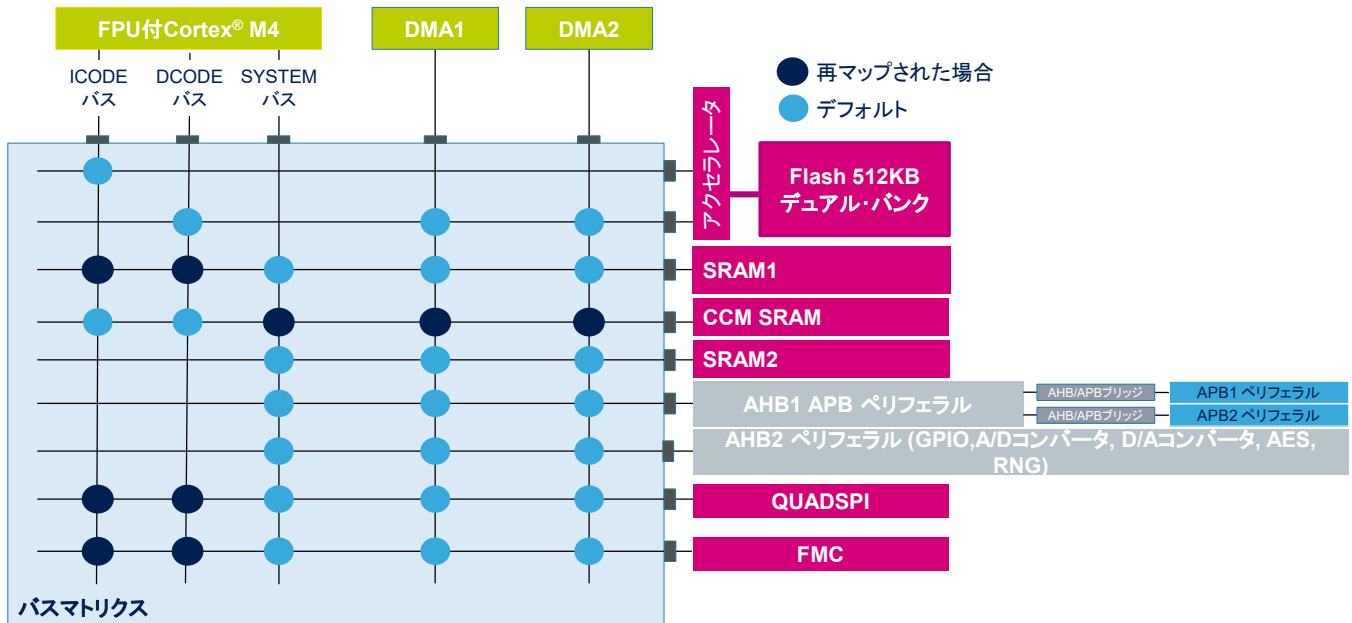 FPU付Cortex® M4
DMA1
DMA2
ICODE
バス
DCODE
バス
SYSTEM
バス
再マップされた場合
デフォルト
アクセラレータ
Flash 512KB
デュアル・バンク
SRAM1
CCM SRAM
SRAM2
AHB1 APB ペリフェラル
AHB/APBブリッジ
APB1 ペリフェラル
AHB/APBブリッジ
APB2 ペリフェラル
AHB2 ペリフェラル (GPIO,A/Dコンバータ, D/Aコンバータ, AES,
RNG)
QUADSPI
FMC
バスマトリクス